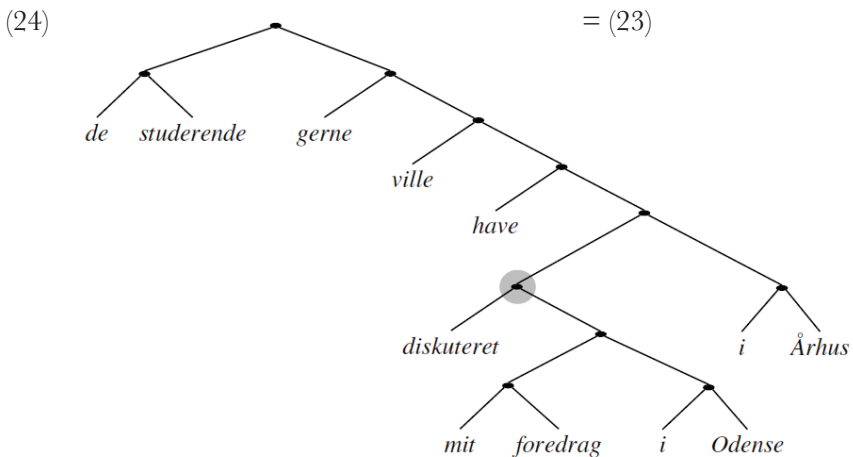 (24) = (23)
de studerende gerne
ville
have
diskuteret i Århus
mit foredrag i Odense